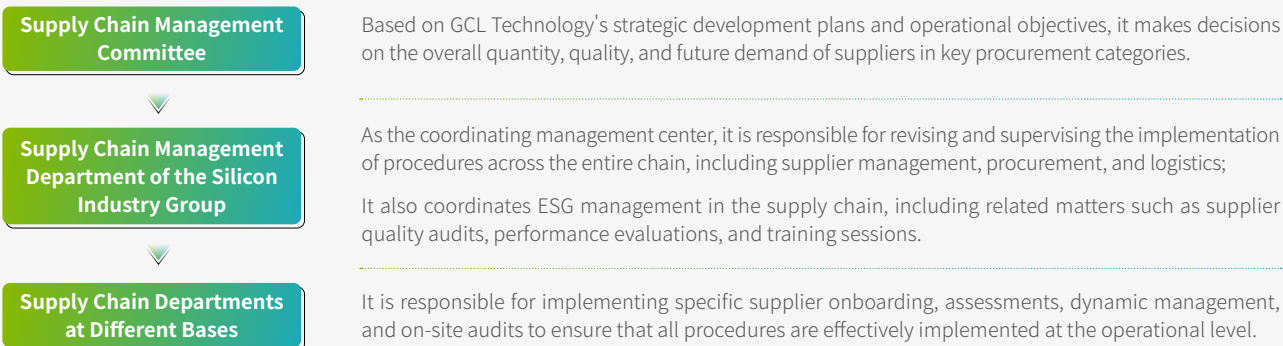 Supply Chain Management
Committee
Based on GCL Technology's strategic development plans and operational objectives, it makes decisions
on the overall quantity, quality, and future demand of suppliers in key procurement categories.
Supply Chain Management
Department of the Silicon
Industry Group
As the coordinating management center, it is responsible for revising and supervising the implementation
of procedures across the entire chain, including supplier management, procurement, and logistics;
It also coordinates ESG management in the supply chain, including related matters such as supplier
quality audits, performance evaluations, and training sessions.
Supply Chain Departments
at Different Bases
It is responsible for implementing specific supplier onboarding, assessments, dynamic management,
and on-site audits to ensure that all procedures are effectively implemented at the operational level.